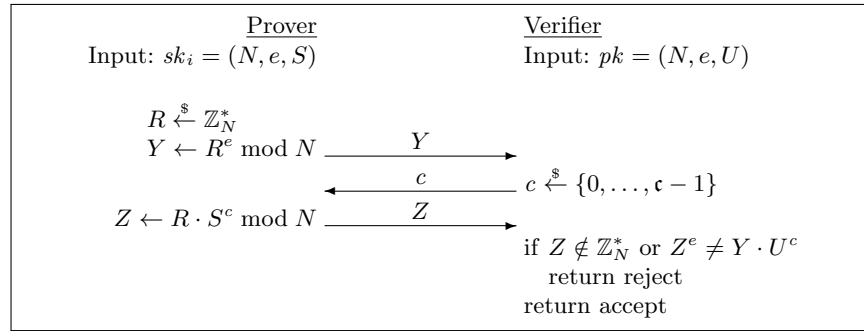 Prover Verifier
Input: sk_i = (N, e, S) Input: pk = (N, e, U)
R ←$ ℤ*_N
Y ← R^e mod N Y
c c ←$ {0, . . . , 𝔠 − 1}
Z ← R · S^c mod N Z
if Z ∉ ℤ*_N or Z^e ≠ Y · U^c
return reject
return accept